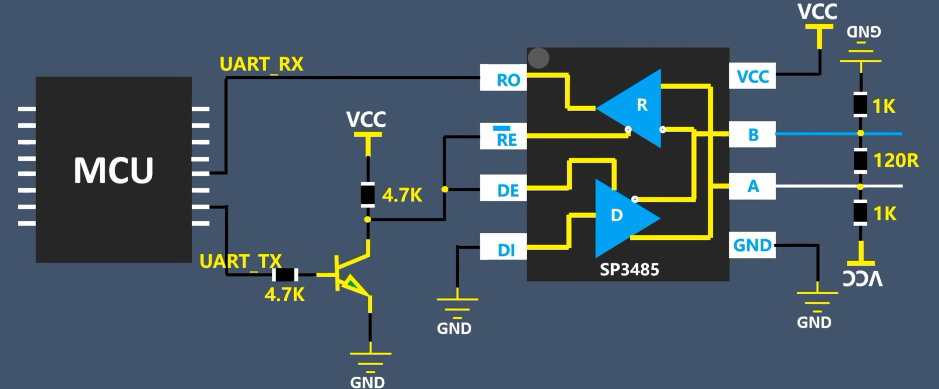 VCC
GND
UART_RX
RO
R
VCC
1K
VCC
RE
B
MCU
4.7K
DE
D
A
120R
1K
UART_TX
DI
GND
4.7K
SP3485
VCC
GND
GND
GND